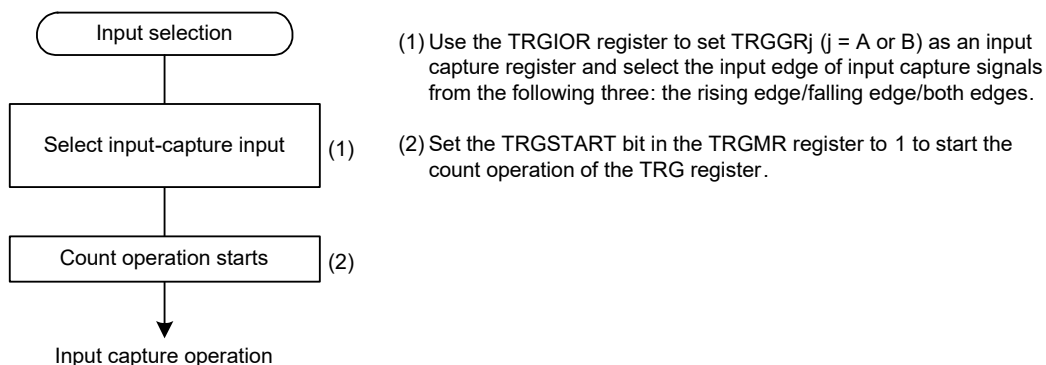 Input selection
Select input-capture input
(1)
Count operation starts
(2)
Input capture operation
(1) Use the TRGIOR register to set TRGGRj (j = A or B) as an input
capture register and select the input edge of input capture signals
from the following three: the rising edge/falling edge/both edges.
(2) Set the TRGSTART bit in the TRGMR register to 1 to start the
count operation of the TRG register.